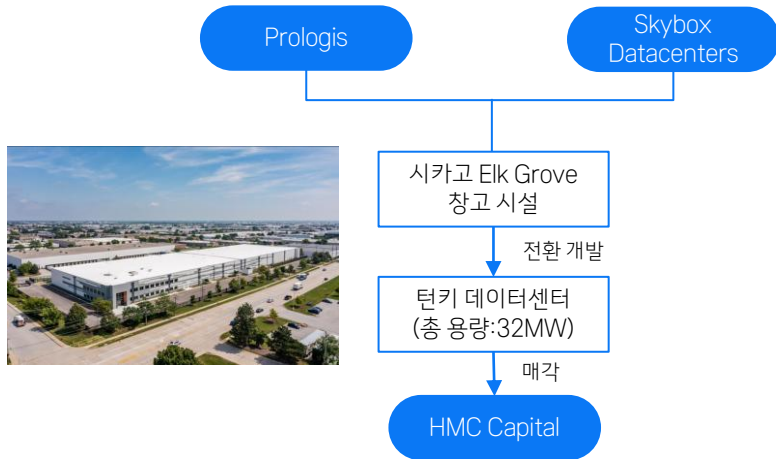 Prologis
Skybox
Datacenters
시카고 Elk Grove
창고 시설
전환 개발
턴키 데이터센터
(총 용량:32MW)
매각
HMC Capital